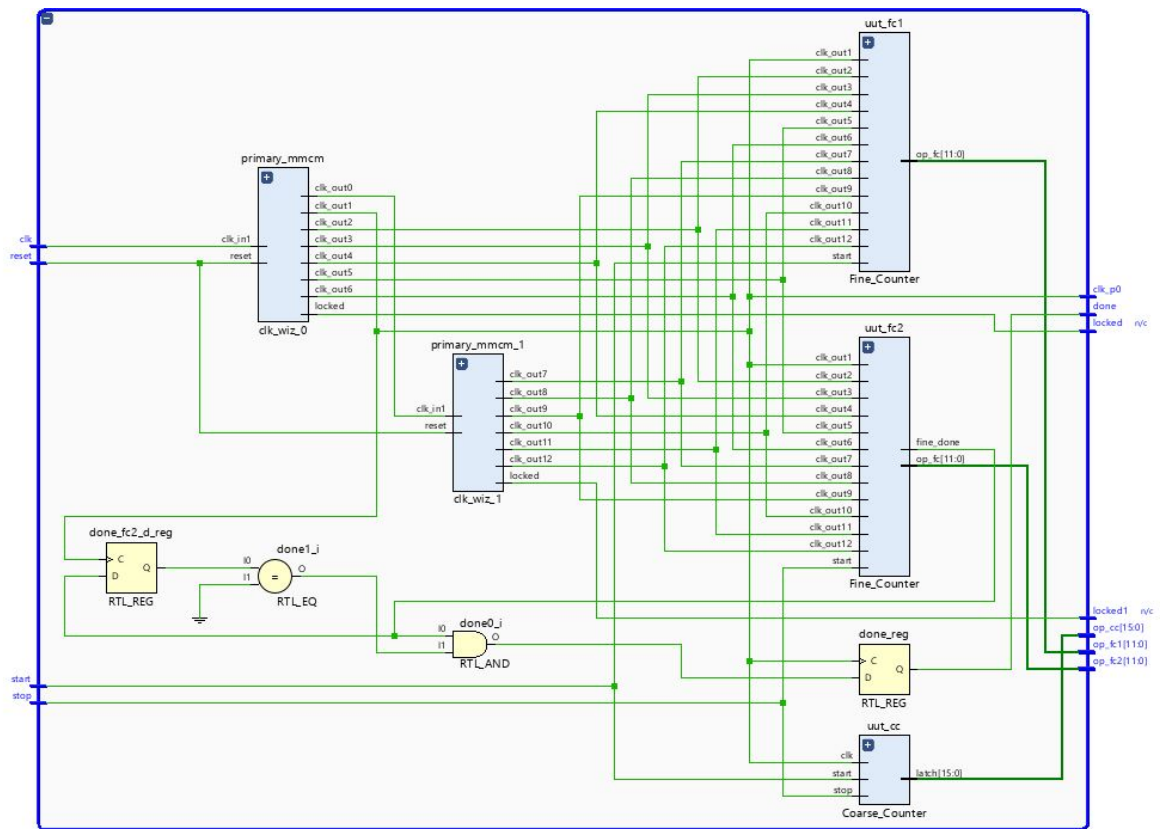 uut_fc1
clk_out1
clk_out2
clk_out3
clk_out4
clk_out5
clk_out6
clk_out7
clk_out8
clk_out9
clk_out10
clk_out11
clk_out12
start
op_fc[11:0]
Fine_Counter
primary_mmcm
clk_in1
reset
clk_out0
clk_out1
clk_out2
clk_out3
clk_out4
clk_out5
clk_out6
locked
clk_wiz_0
clk
reset
clk_p0
done
locked n/c
primary_mmcm_1
clk_in1
reset
clk_out7
clk_out8
clk_out9
clk_out10
clk_out11
clk_out12
locked
clk_wiz_1
uut_fc2
clk_out1
clk_out2
clk_out3
clk_out4
clk_out5
clk_out6
clk_out7
clk_out8
clk_out9
clk_out10
clk_out11
clk_out12
start
fine_done
op_fc[11:0]
Fine_Counter
done_fc2_d_reg
C
D
Q
RTL_REG
done1_i
I0
I1
O
=
RTL_EQ
done0_i
I0
I1
O
RTL_AND
locked1 n/c
op_cc[15:0]
op_fc1[11:0]
op_fc2[11:0]
done_reg
C
D
Q
RTL_REG
start
stop
uut_cc
clk
start
stop
latch[15:0]
Coarse_Counter